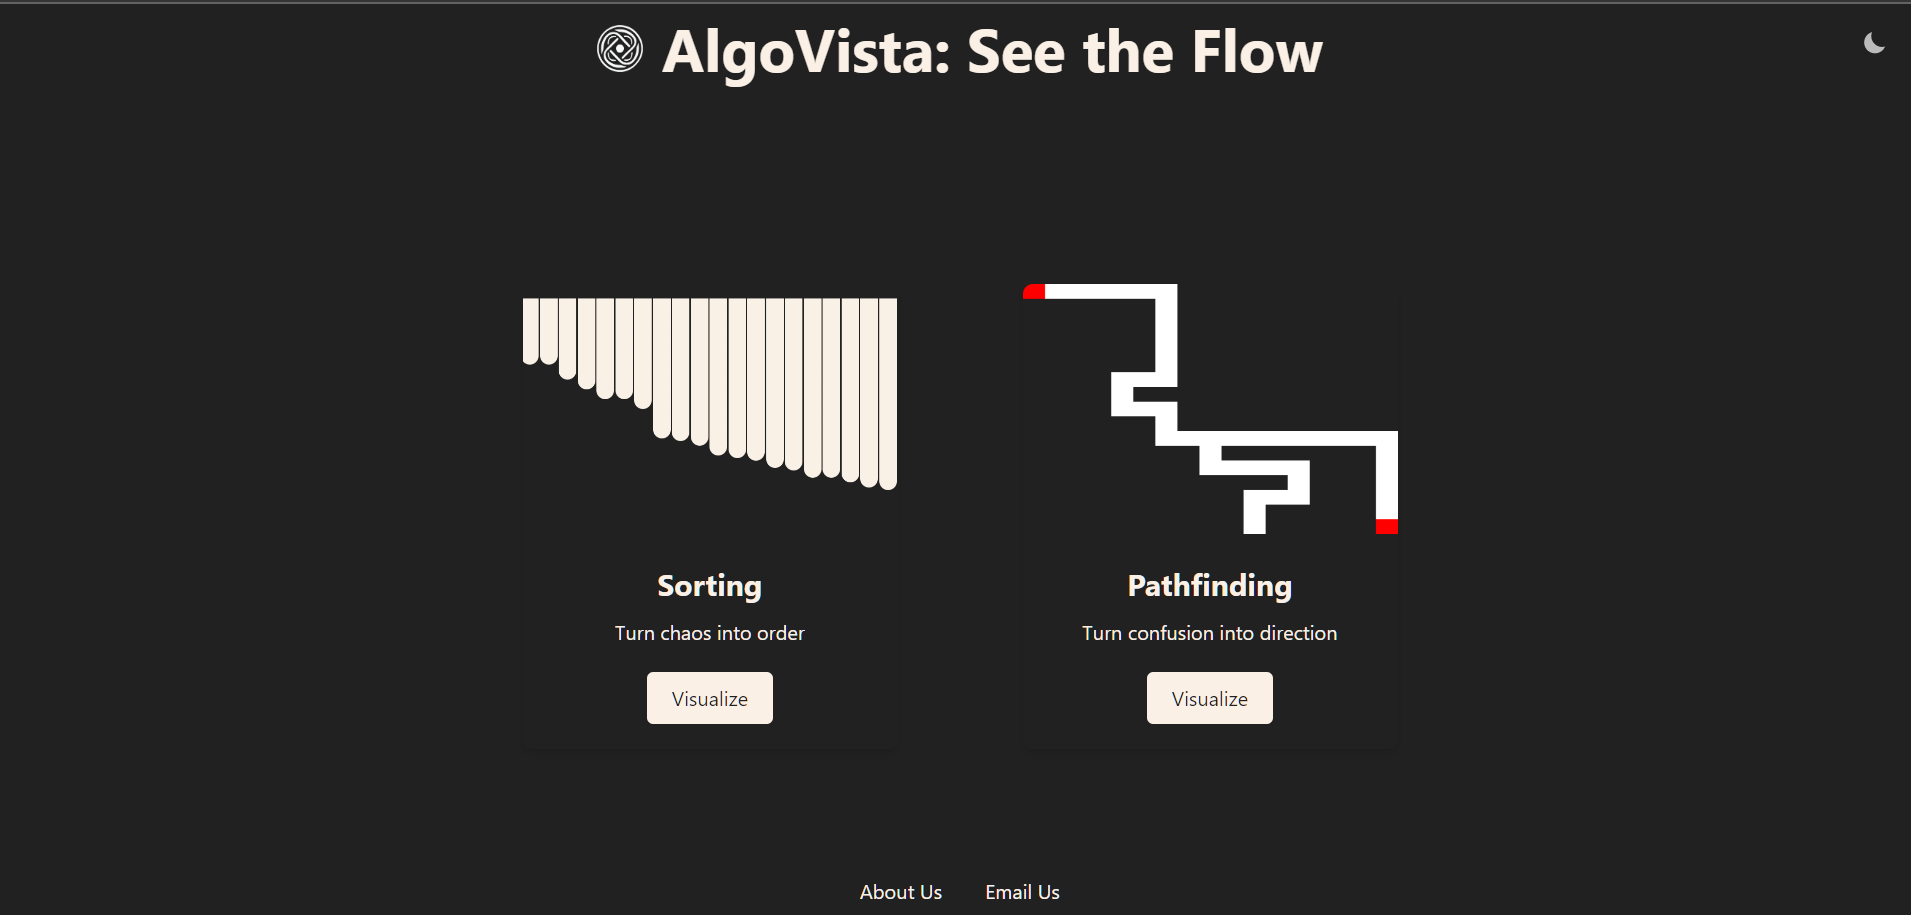 AlgoVista: See the Flow
Sorting
Turn chaos into order
Visualize
Pathfinding
Turn confusion into direction
Visualize
About Us
Email Us